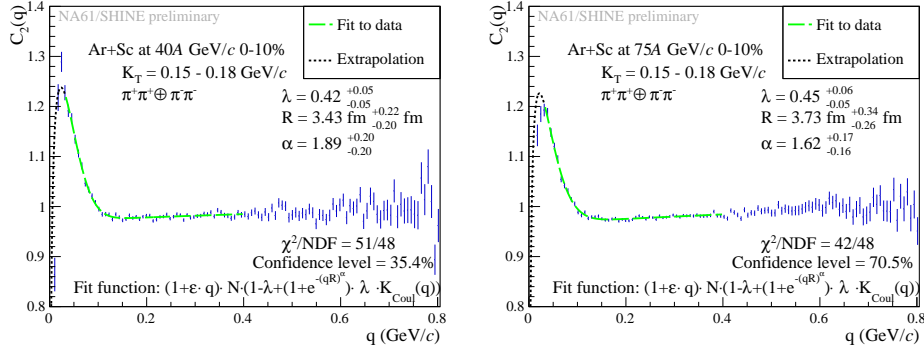 NA61/SHINE preliminary
C₂(q)
Fit to data
Extrapolation
Ar+Sc at 40A GeV/c 0-10%
K_T = 0.15 - 0.18 GeV/c
π⁺π⁺⊕ π⁻π⁻
λ = 0.42 +0.05 -0.05
R = 3.43 fm +0.22 -0.20 fm
α = 1.89 +0.20 -0.20
χ²/NDF = 51/48
Confidence level = 35.4%
Fit function: (1+ε· q)· N·(1-λ+(1+e^{-(qR)^α})· λ ·K_Coul(q))
1.4
1.3
1.2
1.1
1
0.9
0.8
0 0.2 0.4 0.6 0.8
q (GeV/c)
NA61/SHINE preliminary
C₂(q)
Fit to data
Extrapolation
Ar+Sc at 75A GeV/c 0-10%
K_T = 0.15 - 0.18 GeV/c
π⁺π⁺⊕ π⁻π⁻
λ = 0.45 +0.06 -0.05
R = 3.73 fm +0.34 -0.26 fm
α = 1.62 +0.17 -0.16
χ²/NDF = 42/48
Confidence level = 70.5%
Fit function: (1+ε· q)· N·(1-λ+(1+e^{-(qR)^α})· λ ·K_Coul(q))
1.4
1.3
1.2
1.1
1
0.9
0.8
0 0.2 0.4 0.6 0.8
q (GeV/c)